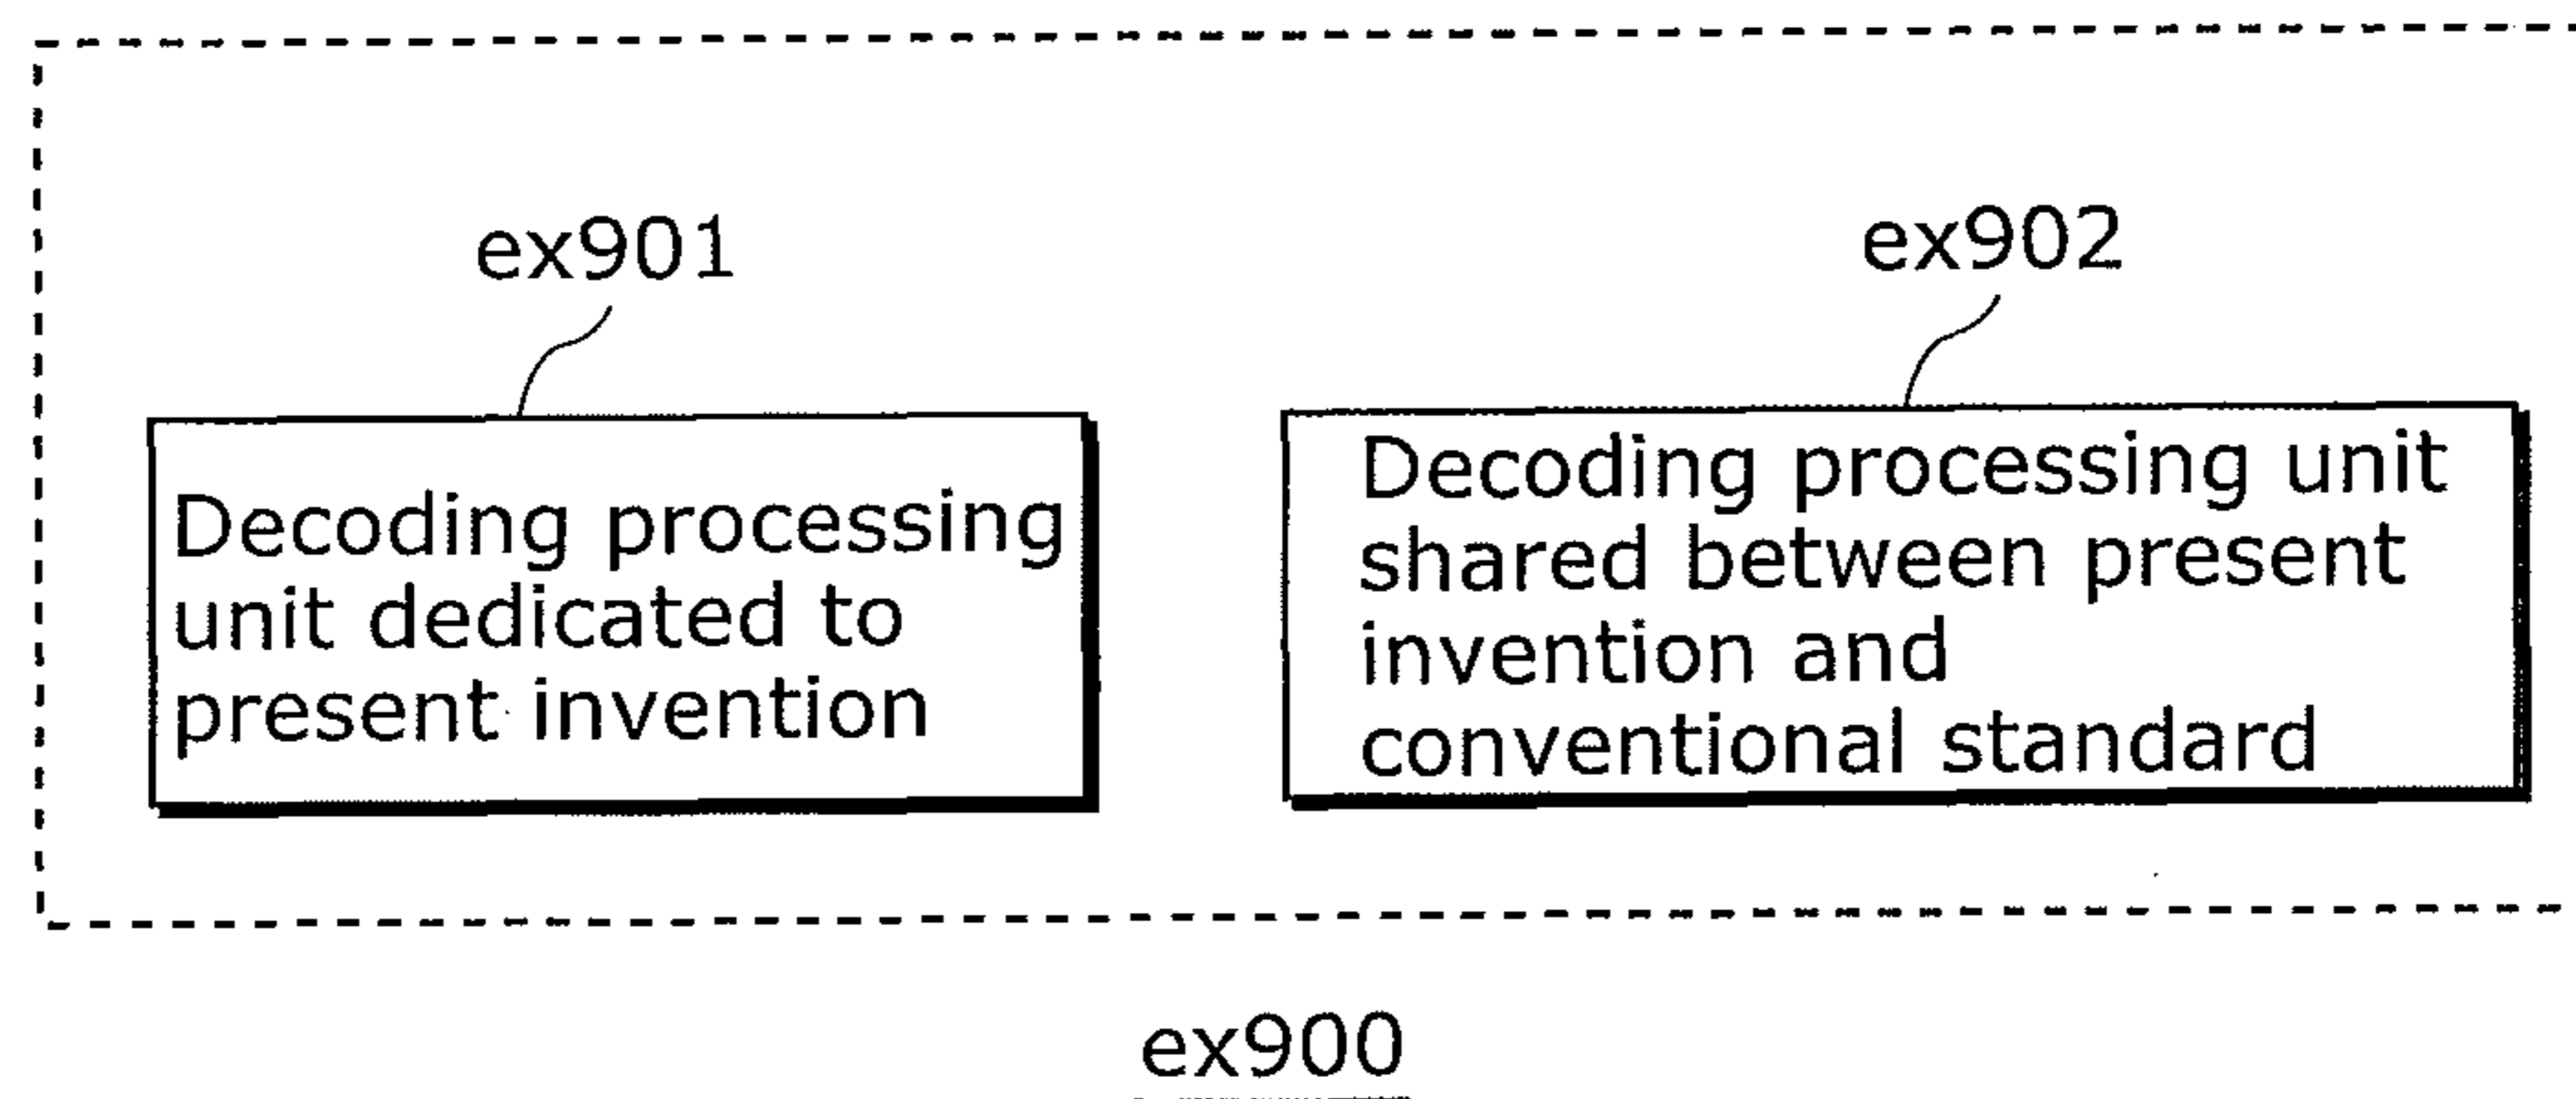 ex901
ex902
Decoding processing
unit dedicated to
present invention
Decoding processing unit
shared between present
invention and
conventional standard
ex900